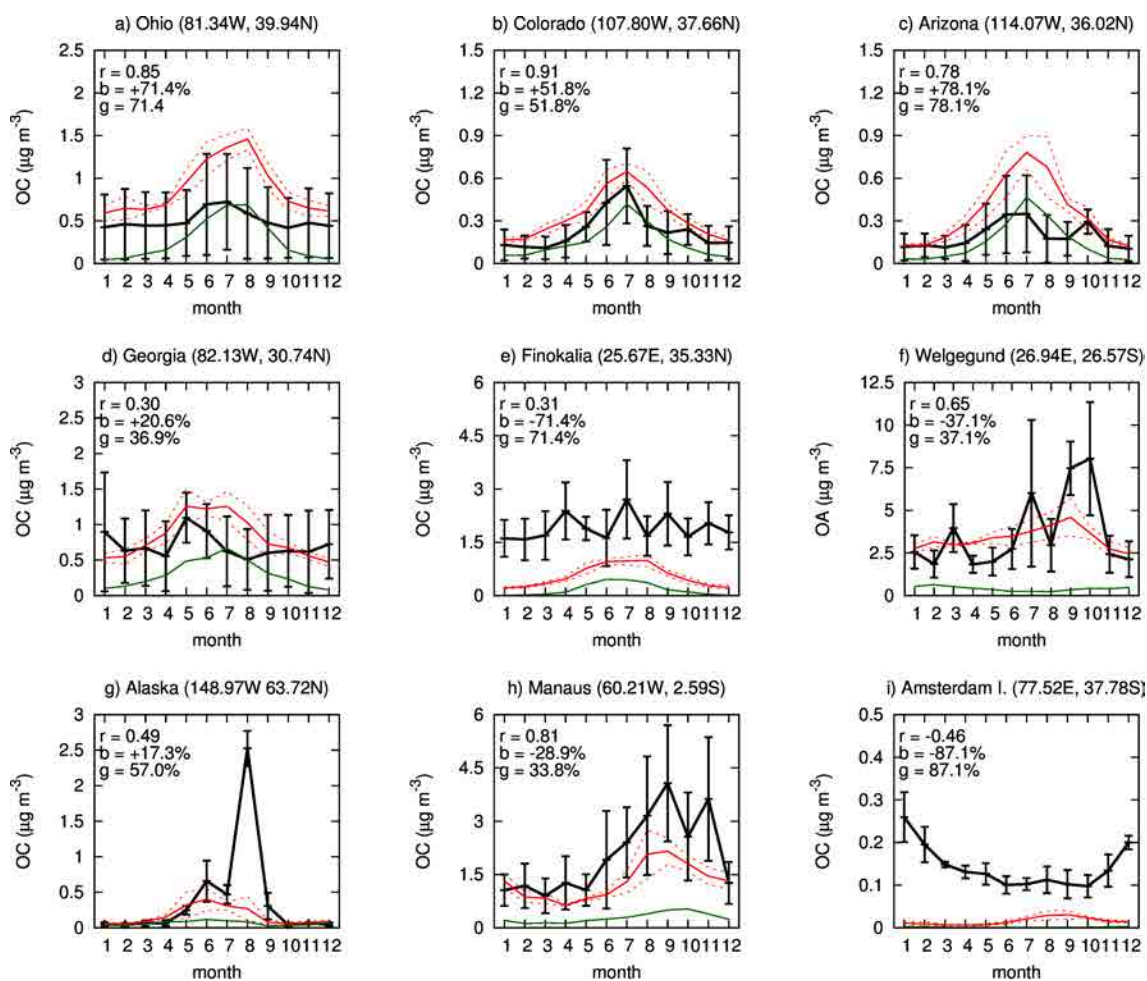 a) Ohio (81.34W, 39.94N)
OC (µg m-3)
2.5
2
1.5
1
0.5
0
r = 0.85
b = +71.4%
g = 71.4
1 2 3 4 5 6 7 8 9 10 11 12
month
b) Colorado (107.80W, 37.66N)
OC (µg m-3)
1.5
1.2
0.9
0.6
0.3
0
r = 0.91
b = +51.8%
g = 51.8%
1 2 3 4 5 6 7 8 9 10 11 12
month
c) Arizona (114.07W, 36.02N)
OC (µg m-3)
1.5
1.2
0.9
0.6
0.3
0
r = 0.78
b = +78.1%
g = 78.1%
1 2 3 4 5 6 7 8 9 10 11 12
month
d) Georgia (82.13W, 30.74N)
OC (µg m-3)
3
2.5
2
1.5
1
0.5
0
r = 0.30
b = +20.6%
g = 36.9%
1 2 3 4 5 6 7 8 9 10 11 12
month
e) Finokalia (25.67E, 35.33N)
OC (µg m-3)
6
4.5
3
1.5
0
r = 0.31
b = -71.4%
g = 71.4%
1 2 3 4 5 6 7 8 9 10 11 12
month
f) Welgegund (26.94E, 26.57S)
OA (µg m-3)
12.5
10
7.5
5
2.5
0
r = 0.65
b = -37.1%
g = 37.1%
1 2 3 4 5 6 7 8 9 10 11 12
month
g) Alaska (148.97W 63.72N)
OC (µg m-3)
3
2.5
2
1.5
1
0.5
0
r = 0.49
b = +17.3%
g = 57.0%
1 2 3 4 5 6 7 8 9 10 11 12
month
h) Manaus (60.21W, 2.59S)
OC (µg m-3)
6
4.5
3
1.5
0
r = 0.81
b = -28.9%
g = 33.8%
1 2 3 4 5 6 7 8 9 10 11 12
month
i) Amsterdam I. (77.52E, 37.78S)
OC (µg m-3)
0.5
0.4
0.3
0.2
0.1
0
r = -0.46
b = -87.1%
g = 87.1%
1 2 3 4 5 6 7 8 9 10 11 12
month